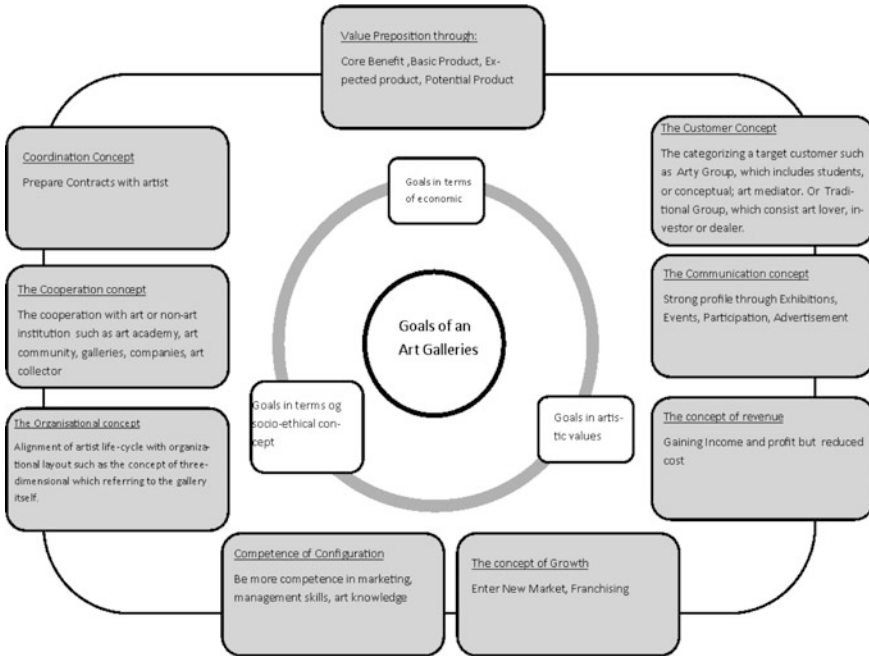 Value Preposition through:
Core Benefit ,Basic Product, Ex-
pected product, Potential Product
Coordination Concept
Prepare Contracts with artist
The Customer Concept
The categorizing a target customer such
as Arty Group, which includes students,
or conceptual; art mediator. Or Tradi-
tional Group, which consist art lover, in-
vestor or dealer.
Goals in terms
of economic
The Cooperation concept
The cooperation with art or non-art
institution such as art academy, art
community, galleries, companies, art
collector
Goals of an
Art Galleries
The Communication concept
Strong profile through Exhibitions,
Events, Participation, Advertisement
Goals in terms og
socio-ethical con-
cept
Goals in artis-
tic values
The Organisational concept
Alignment of artist life-cycle with organiza-
tional layout such as the concept of three-
dimensional which referring to the gallery
itself.
The concept of revenue
Gaining Income and profit but reduced
cost
Competence of Configuration
Be more competence in marketing,
management skills, art knowledge
The concept of Growth
Enter New Market, Franchising